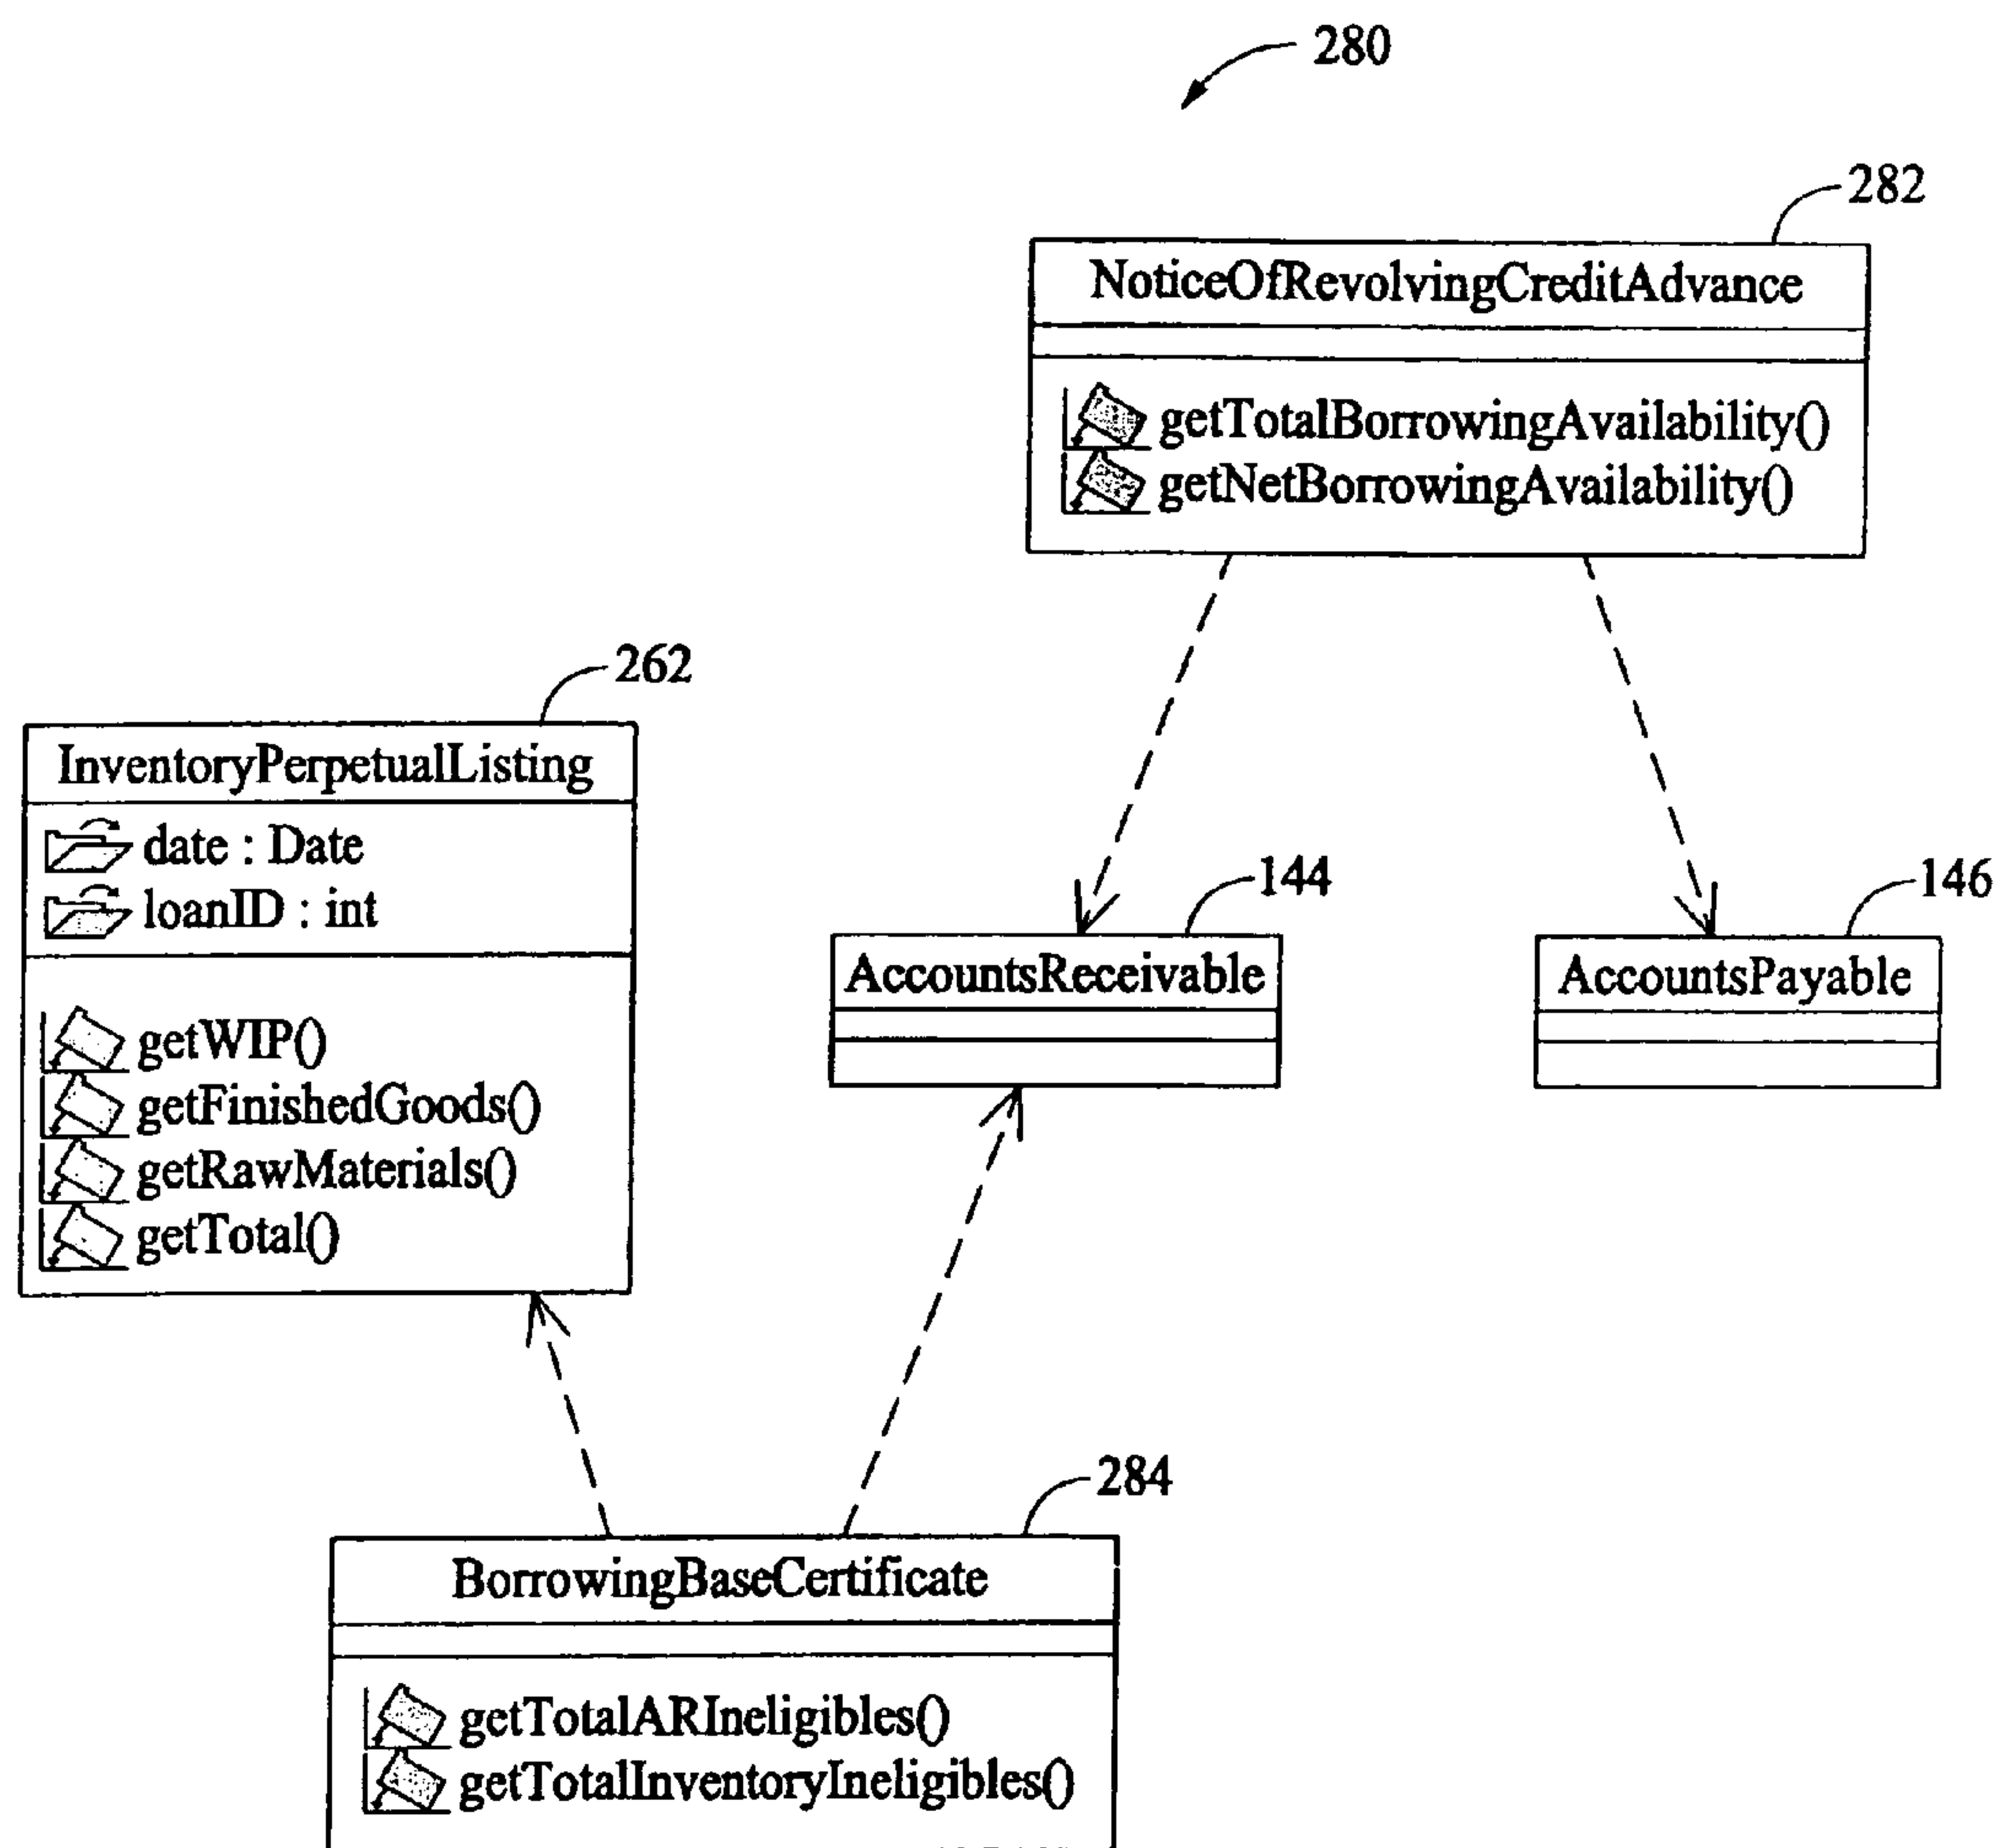 280
282
NoticeOfRevolvingCreditAdvance
getTotalBorrowingAvailability()
getNetBorrowingAvailability()
262
InventoryPerpetualListing
date : Date
loanID : int
getWIP()
getFinishedGoods()
getRawMaterials()
getTotal()
144
AccountsReceivable
146
AccountsPayable
284
BorrowingBaseCertificate
getTotalARIneligibles()
getTotalInventoryIneligibles()